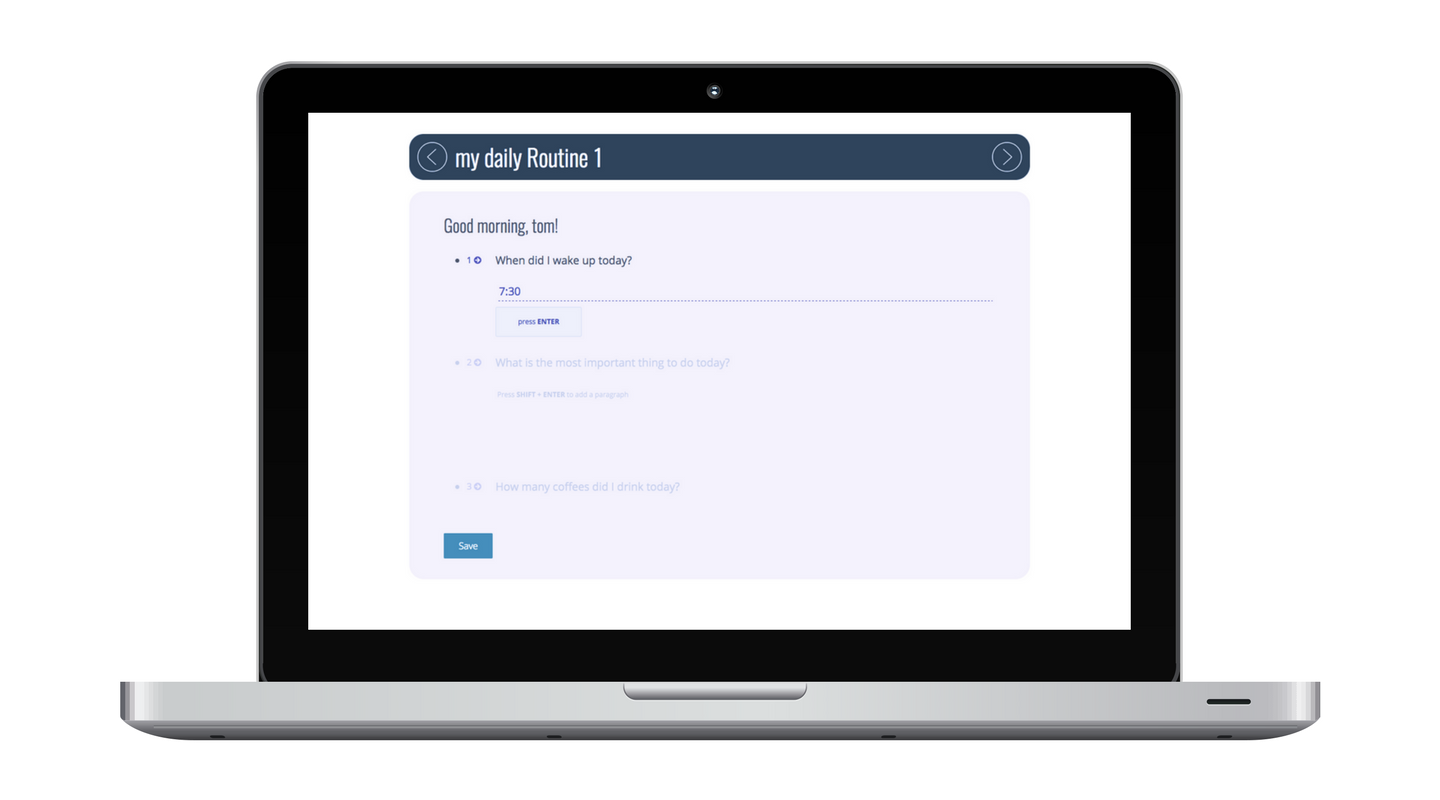 my daily Routine 1
Good morning, tom!
1 When did I wake up today?
7:30
press ENTER
2 What is the most important thing to do today?
Press SHIFT + ENTER to add a paragraph
3 How many coffees did I drink today?
Save